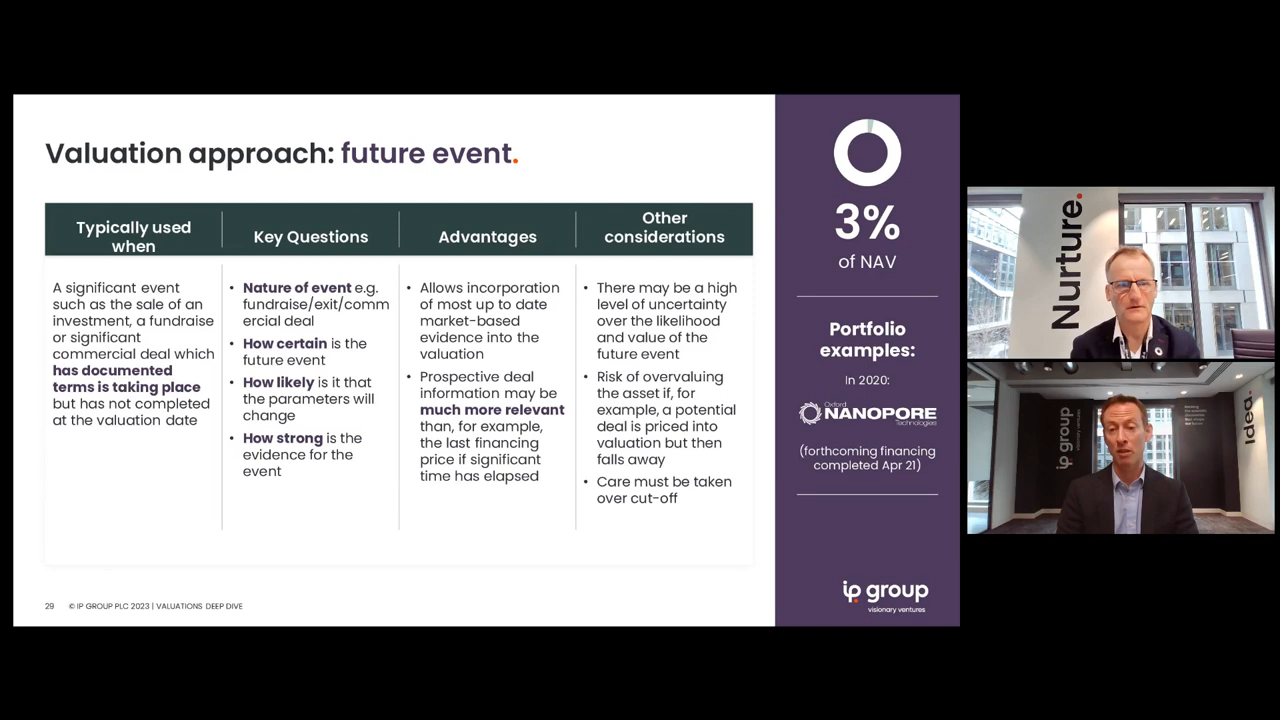 Valuation approach: future event.
Typically used
when
Key Questions
Advantages
Other
considerations
A significant event
such as the sale of an
investment, a fundraise
or significant
commercial deal which
has documented
terms is taking place
but has not completed
at the valuation date
• Nature of event e.g.
fundraise/exit/comm
ercial deal
• How certain is the
future event
• How likely is it that
the parameters will
change
• How strong is the
evidence for the
event
• Allows incorporation
of most up to date
market-based
evidence into the
valuation
• Prospective deal
information may be
much more relevant
than, for example,
the last financing
price if significant
time has elapsed
• There may be a high
level of uncertainty
over the likelihood
and value of the
future event
• Risk of overvaluing
the asset if, for
example, a potential
deal is priced into
valuation but then
falls away
• Care must be taken
over cut-off
29 © IP GROUP PLC 2023 | VALUATIONS DEEP DIVE
3%
of NAV
Portfolio
examples:
In 2020:
Oxford
NANOPORE
Technologies
(forthcoming financing
completed Apr 21)
ip group
visionary ventures
Nurture.
ip group
visionary ventures
Idea.